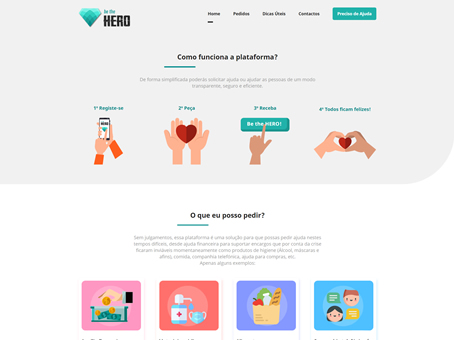 be the
HERO
Home
Pedidos
Dicas Úteis
Contactos
Preciso de Ajuda
Como funciona a plataforma?
De forma simplificada poderás solicitar ajuda ou ajudar as pessoas de um modo
transparente, seguro e eficiente.
1º Registe-se
2º Peça
3º Receba
4º Todos ficam felizes!
Be the HERO!
O que eu posso pedir?
Sem julgamentos, essa plataforma é uma solução para que possas pedir ajuda nestes
tempos difíceis, desde ajuda financeira para suportar encargos que por conta da crise
ficaram inviáveis momentaneamente como produtos de higiene (Álcool, máscaras e
afins), comida, companhia telefónica, ajuda para compras, etc.
Apenas alguns exemplos: